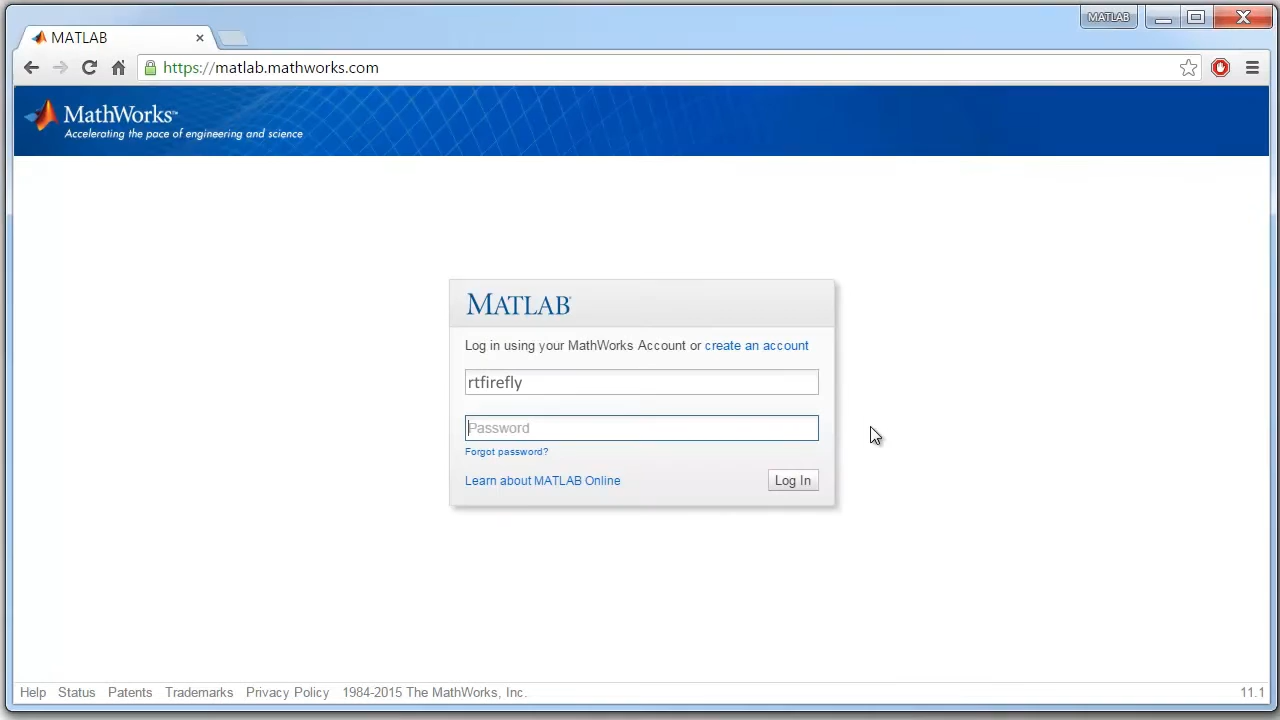 MATLAB
MATLAB
https://matlab.mathworks.com
MathWorks™
Accelerating the pace of engineering and science
MATLAB®
Log in using your MathWorks Account or create an account
rtfirefly
Password
Forgot password?
Learn about MATLAB Online
Log In
Help Status Patents Trademarks Privacy Policy 1984-2015 The MathWorks, Inc. 11.1